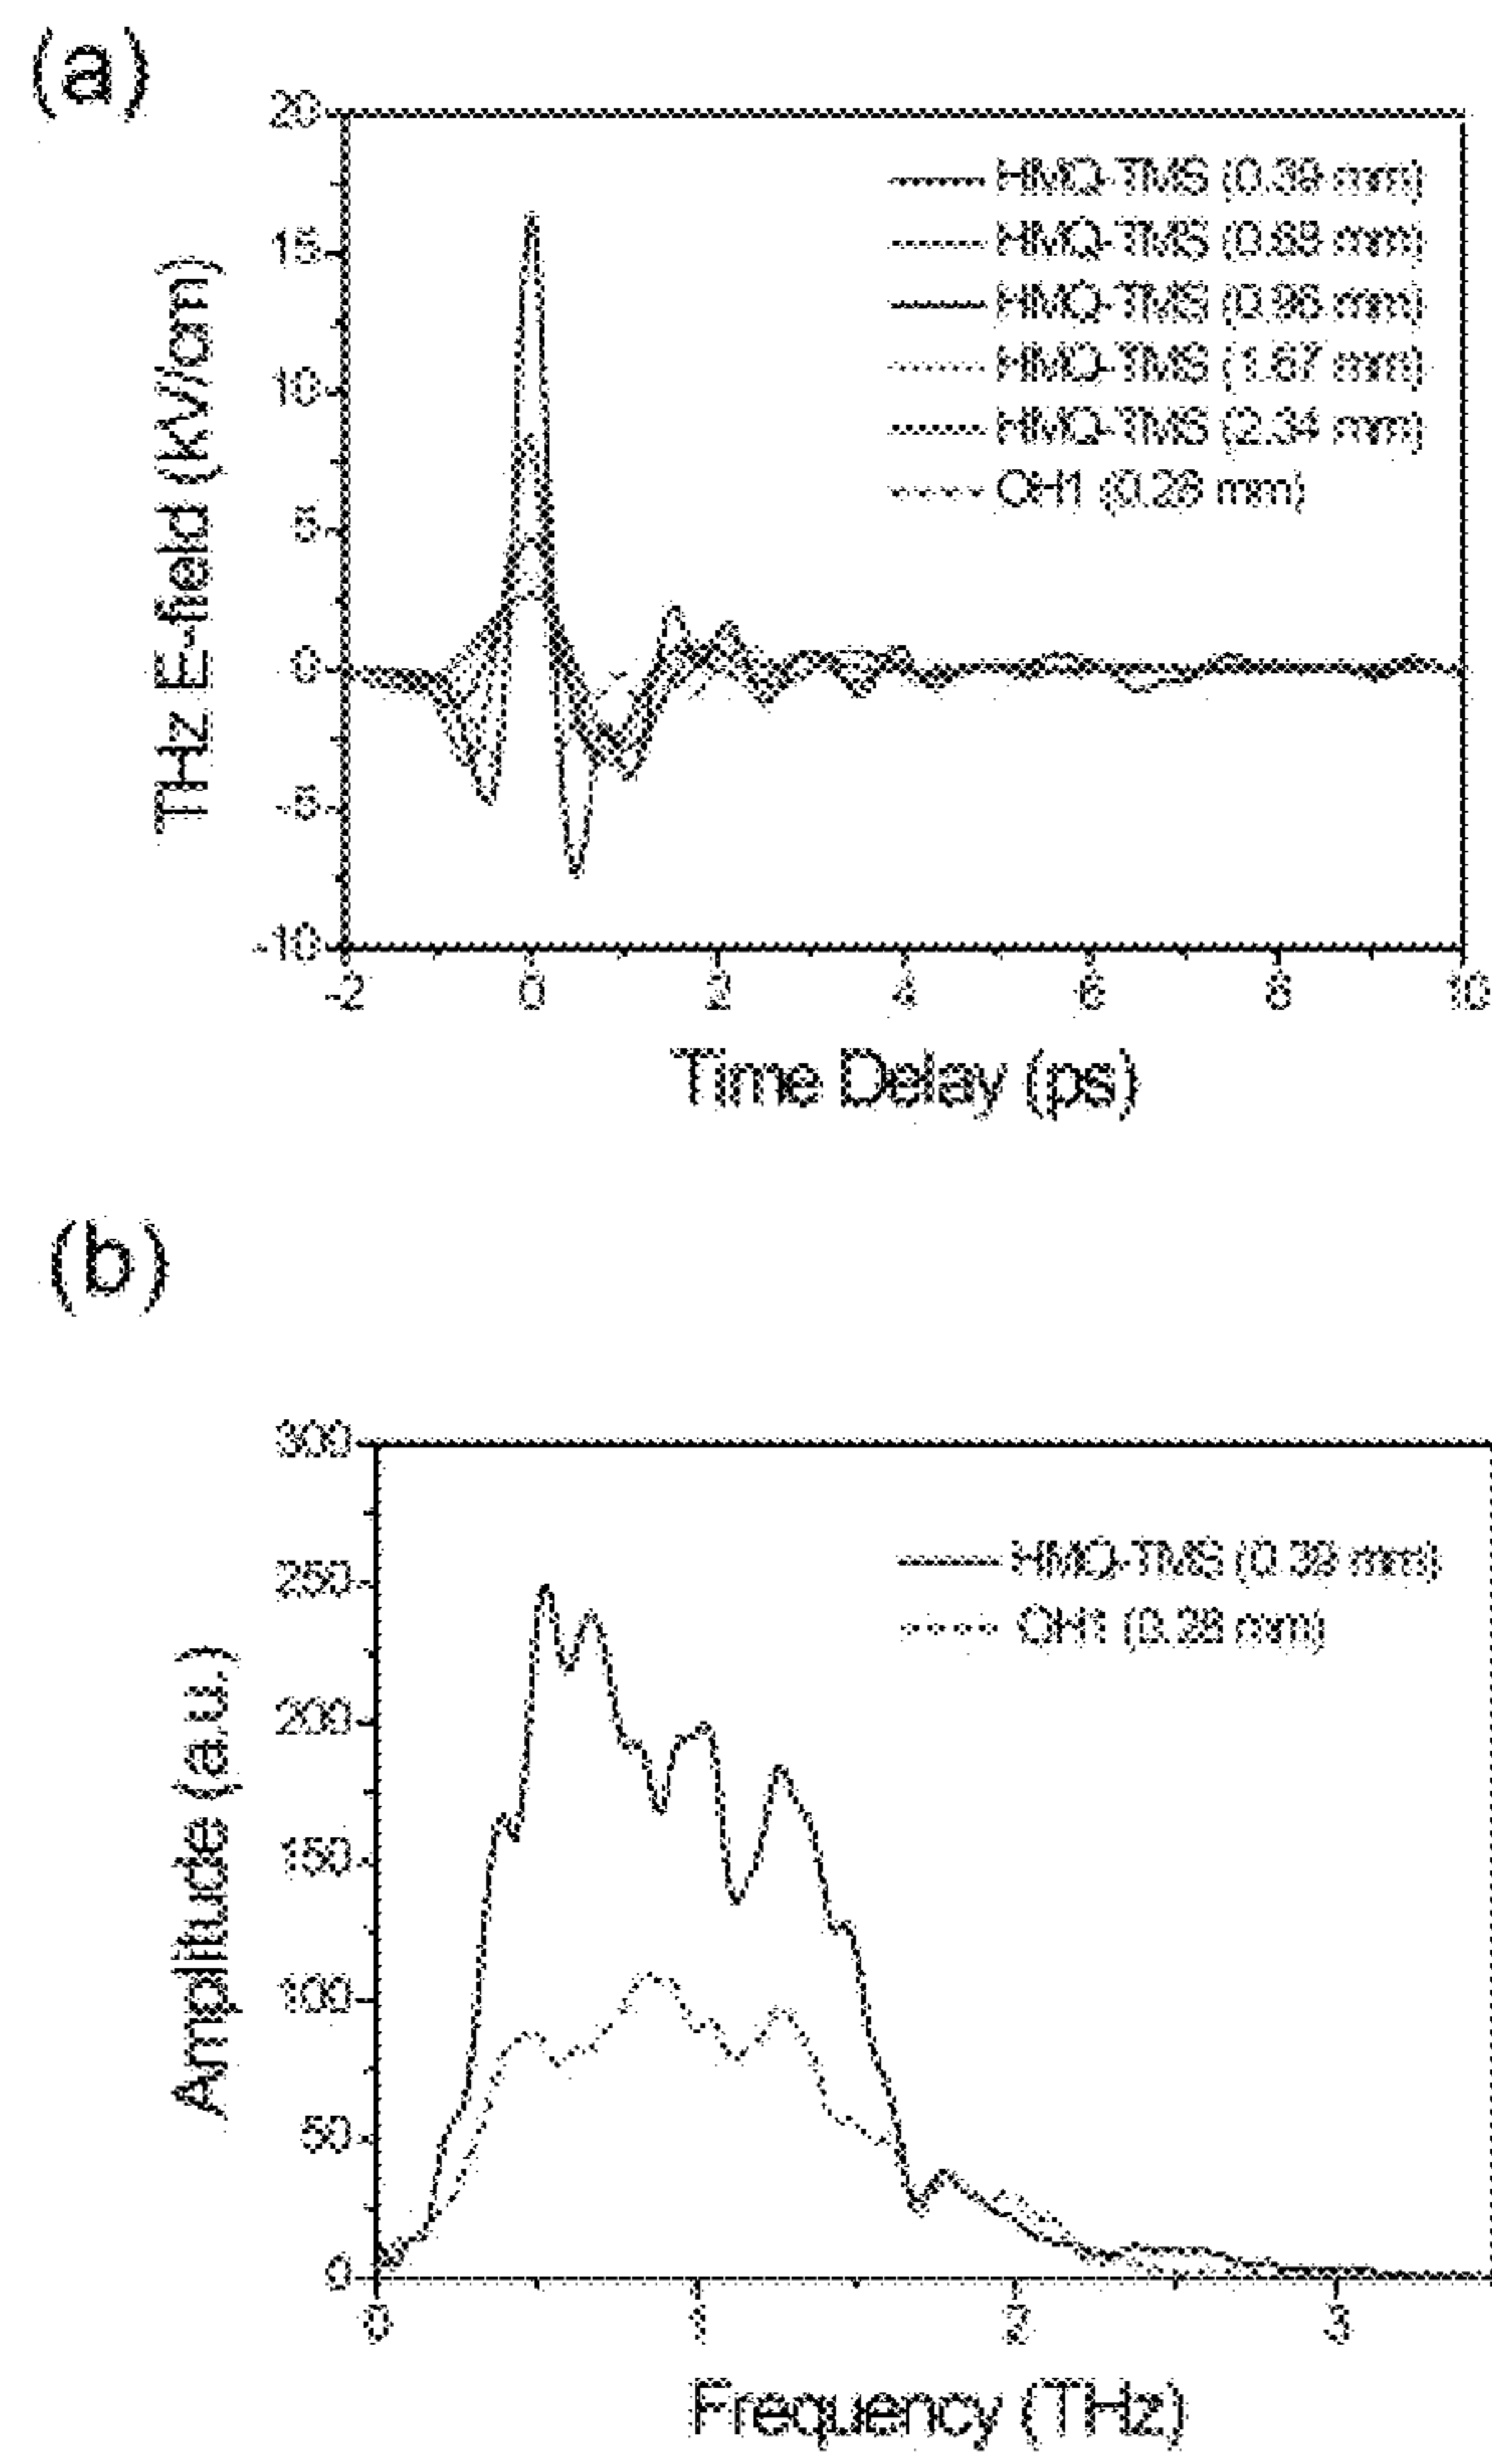 (a)
20
15
10
5
0
-5
-10
THz E-field (kV/cm)
HMQ-TMS (0.39 mm)
HMQ-TMS (0.69 mm)
HMQ-TMS (0.96 mm)
HMQ-TMS (1.67 mm)
HMQ-TMS (2.34 mm)
OH1 (0.28 mm)
-2 0 2 4 6 8 10
Time Delay (ps)
(b)
300
250
200
150
100
50
0
Amplitude (a.u.)
HMQ-TMS (0.39 mm)
OH1 (0.28 mm)
0 1 2 3
Frequency (THz)